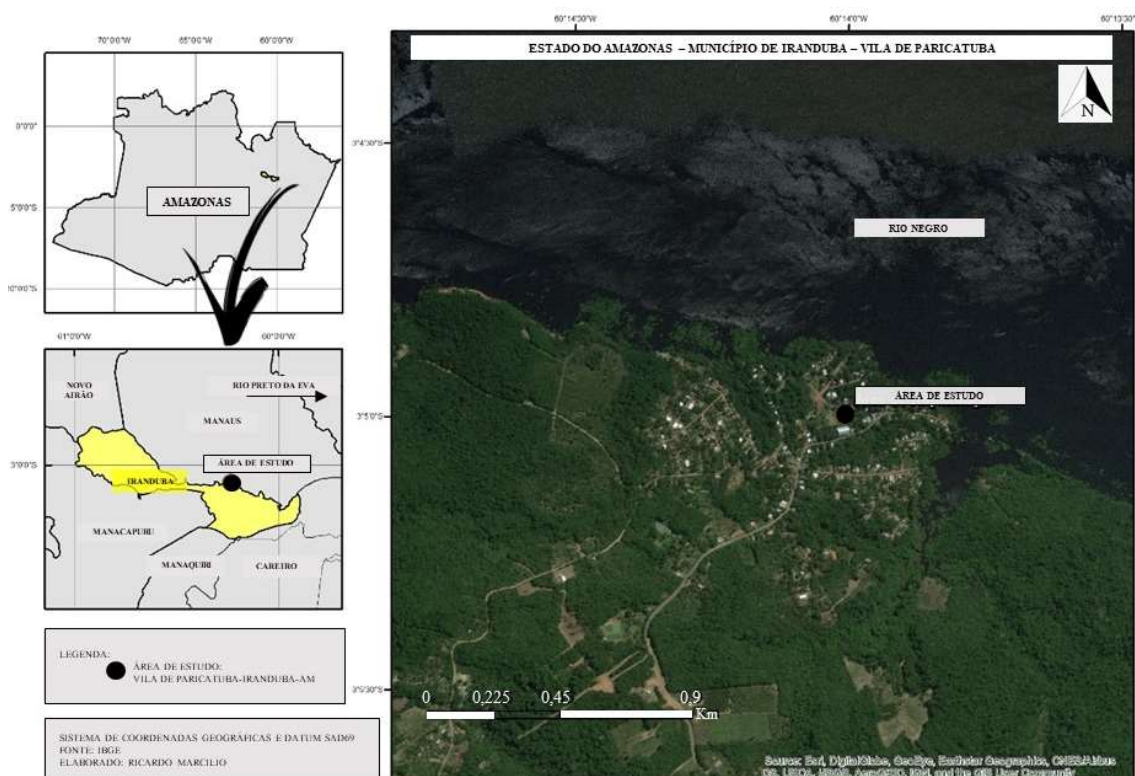 70°0'0"W 65°0'0"W 60°0'0"W
0°0'0"
5°0'0"S
AMAZONAS
61°0'0"W 60°0'0"W
NOVO
AIRÃO
RIO PRETO DA EVA
MANAUS
3°0'0"S
ÁREA DE ESTUDO
IRANDUBA
MANACAPURU
MANAQUIRI
CAREIRO
LEGENDA:
ÁREA DE ESTUDO:
VILA DE PARICATUBA-IRANDUBA-AM
SISTEMA DE COORDENADAS GEOGRÁFICAS E DATUM SAD69
FONTE: IBGE
ELABORADO: RICARDO MARCILIO
60°14'30"W 60°14'0"W 60°13'30"W
ESTADO DO AMAZONAS – MUNICÍPIO DE IRANDUBA – VILA DE PARICATUBA
N
3°4'30"S
RIO NEGRO
ÁREA DE ESTUDO
3°5'0"S
3°5'30"S
0 0,225 0,45 0,9
Km
Source: Esri, DigitalGlobe, GeoEye, Earthstar Geographics, CNES/Airbus